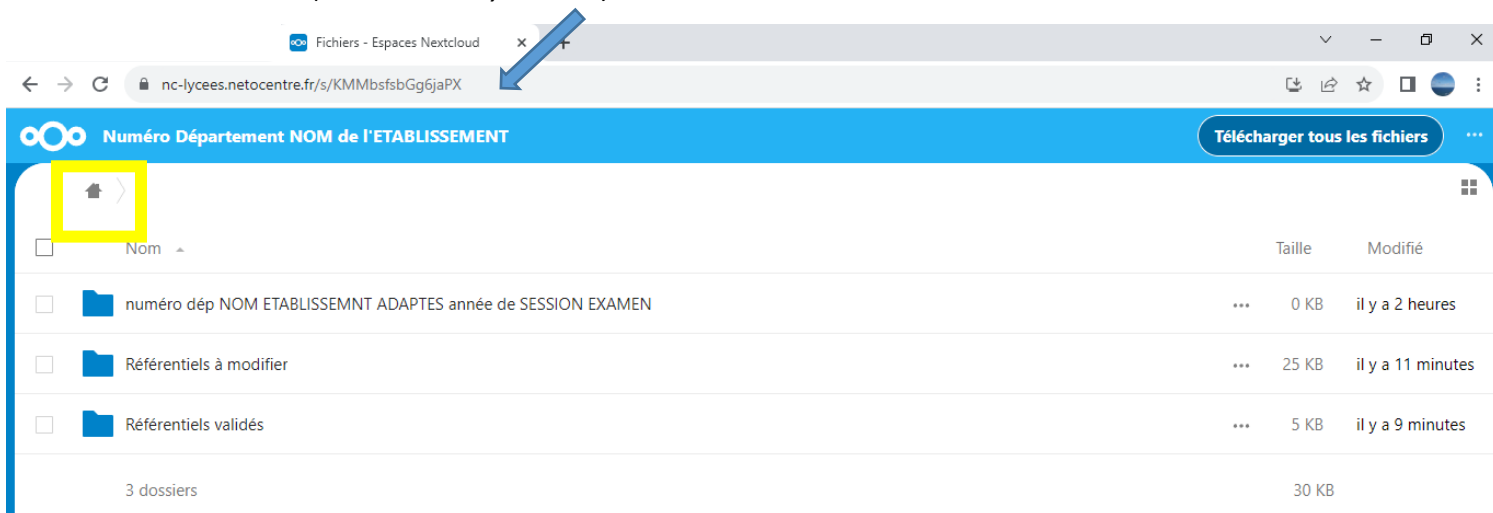 Fichiers - Espaces Nextcloud
nc-lycees.netocentre.fr/s/KMMbsfsbGg6jaPX
Numéro Département NOM de l'ETABLISSEMENT Télécharger tous les fichiers
Nom Taille Modifié
numéro dép NOM ETABLISSEMNT ADAPTES année de SESSION EXAMEN 0 KB il y a 2 heures
Référentiels à modifier 25 KB il y a 11 minutes
Référentiels validés 5 KB il y a 9 minutes
3 dossiers 30 KB